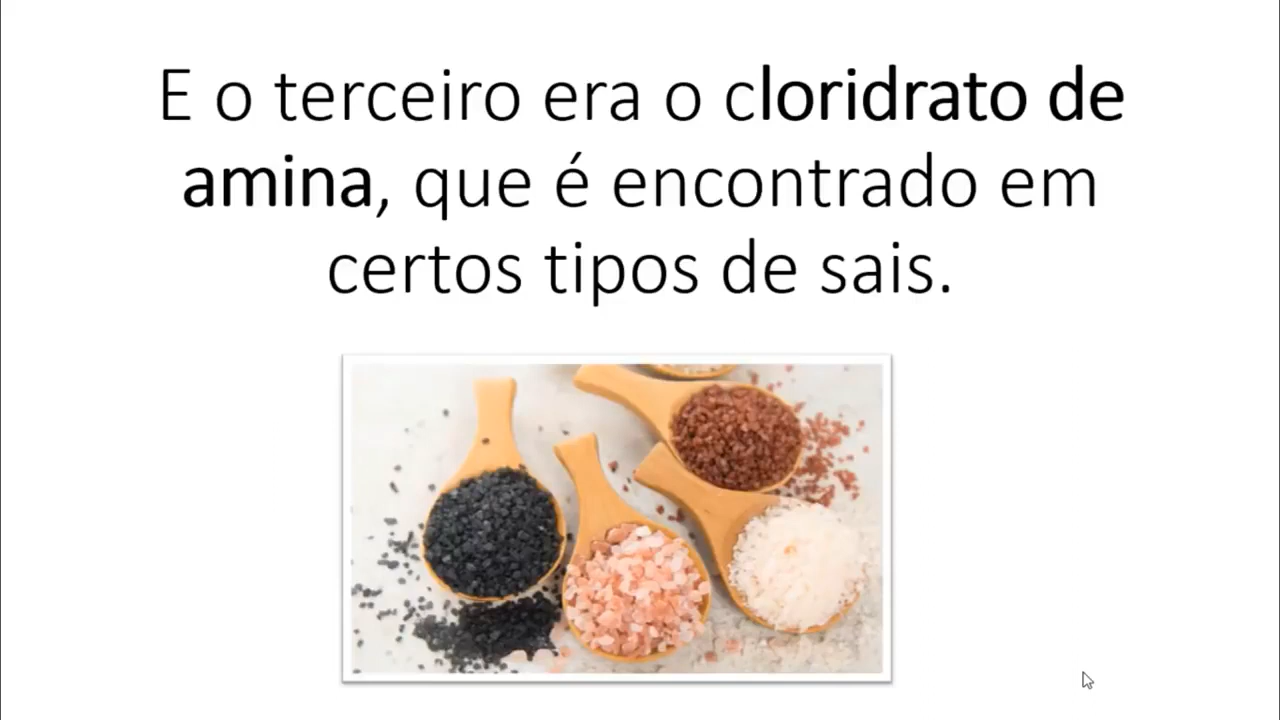 E o terceiro era o cloridrato de
amina, que é encontrado em
certos tipos de sais.